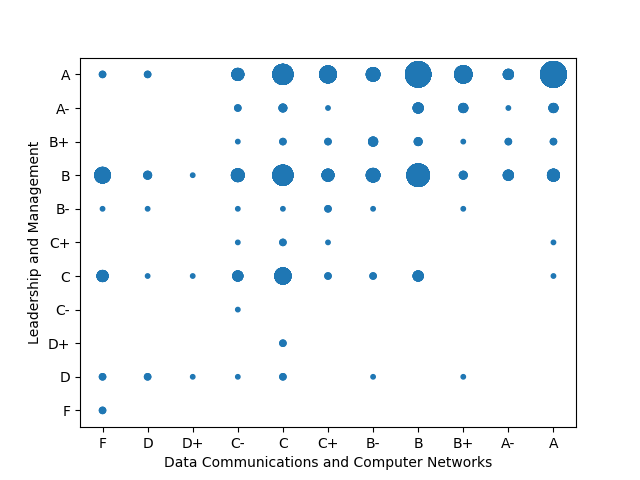 A
A-
B+
B
B-
C+
C
C-
D+
D
F
Leadership and Management
F D D+ C- C C+ B- B B+ A- A
Data Communications and Computer Networks